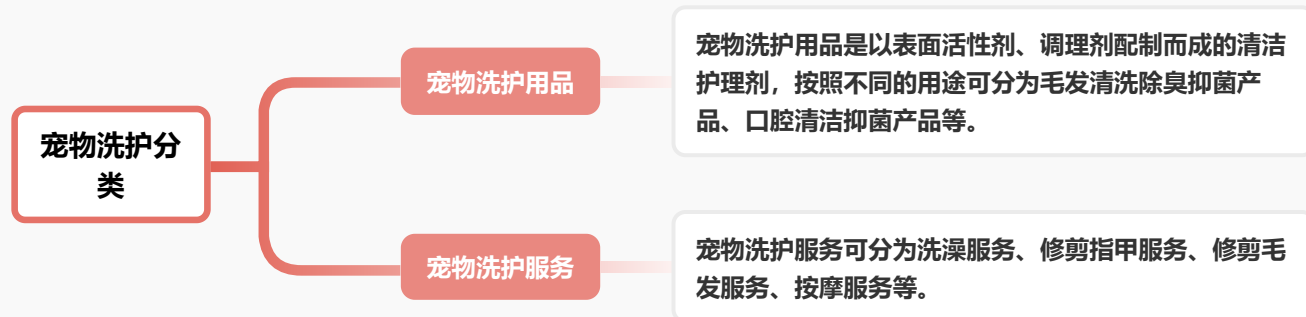 宠物洗护用品是以表面活性剂、调理剂配制而成的清洁
宠物洗护用品
护理剂，按照不同的用途可分为毛发清洗除臭抑菌产
品、口腔清洁抑菌产品等。
宠物洗护分
类
宠物洗护服务可分为洗澡服务、修剪指甲服务、修剪毛
宠物洗护服务
发服务、按摩服务等。